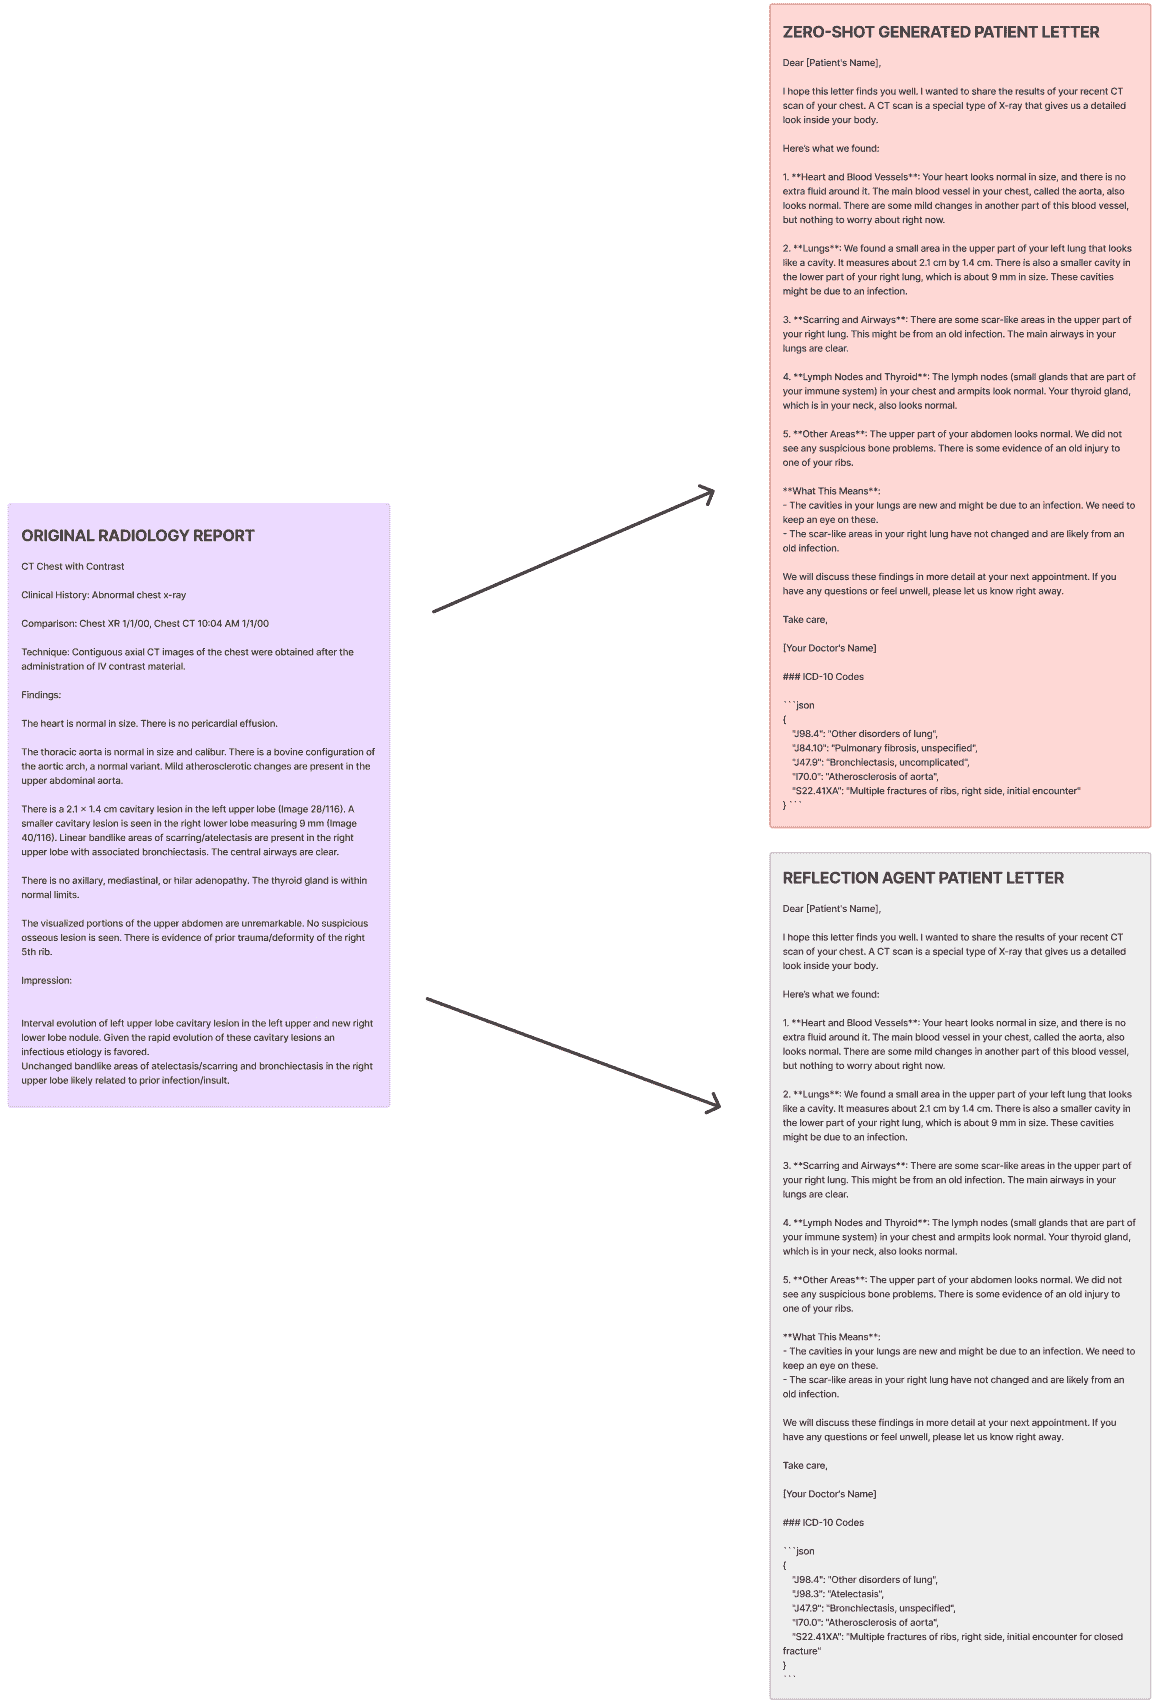 ORIGINAL RADIOLOGY REPORT
CT Chest with Contrast
Clinical History: Abnormal chest x-ray
Comparison: Chest XR 1/1/00, Chest CT 10:04 AM 1/1/00
Technique: Contiguous axial CT images of the chest were obtained after the
administration of IV contrast material.
Findings:
The heart is normal in size. There is no pericardial effusion.
The thoracic aorta is normal in size and calibur. There is a bovine configuration of
the aortic arch, a normal variant. Mild atherosclerotic changes are present in the
upper abdominal aorta.
There is a 2.1 × 1.4 cm cavitary lesion in the left upper lobe (Image 28/116). A
smaller cavitary lesion is seen in the right lower lobe measuring 9 mm (Image
40/116). Linear bandlike areas of scarring/atelectasis are present in the right
upper lobe with associated bronchiectasis. The central airways are clear.
There is no axillary, mediastinal, or hilar adenopathy. The thyroid gland is within
normal limits.
The visualized portions of the upper abdomen are unremarkable. No suspicious
osseous lesion is seen. There is evidence of prior trauma/deformity of the right
5th rib.
Impression:
Interval evolution of left upper lobe cavitary lesion in the left upper and new right
lower lobe nodule. Given the rapid evolution of these cavitary lesions an
infectious etiology is favored.
Unchanged bandlike areas of atelectasis/scarring and bronchiectasis in the right
upper lobe likely related to prior infection/insult.
ZERO-SHOT GENERATED PATIENT LETTER
Dear [Patient's Name],
I hope this letter finds you well. I wanted to share the results of your recent CT
scan of your chest. A CT scan is a special type of X-ray that gives us a detailed
look inside your body.
Here's what we found:
1. **Heart and Blood Vessels**: Your heart looks normal in size, and there is no
extra fluid around it. The main blood vessel in your chest, called the aorta, also
looks normal. There are some mild changes in another part of this blood vessel,
but nothing to worry about right now.
2. **Lungs**: We found a small area in the upper part of your left lung that looks
like a cavity. It measures about 2.1 cm by 1.4 cm. There is also a smaller cavity in
the lower part of your right lung, which is about 9 mm in size. These cavities
might be due to an infection.
3. **Scarring and Airways**: There are some scar-like areas in the upper part of
your right lung. This might be from an old infection. The main airways in your
lungs are clear.
4. **Lymph Nodes and Thyroid**: The lymph nodes (small glands that are part of
your immune system) in your chest and armpits look normal. Your thyroid gland,
which is in your neck, also looks normal.
5. **Other Areas**: The upper part of your abdomen looks normal. We did not
see any suspicious bone problems. There is some evidence of an old injury to
one of your ribs.
**What This Means**:
- The cavities in your lungs are new and might be due to an infection. We need to
keep an eye on these.
- The scar-like areas in your right lung have not changed and are likely from an
old infection.
We will discuss these findings in more detail at your next appointment. If you
have any questions or feel unwell, please let us know right away.
Take care,
[Your Doctor's Name]
### ICD-10 Codes
```json
{
"J98.4": "Other disorders of lung",
"J84.10": "Pulmonary fibrosis, unspecified",
"J47.9": "Bronchiectasis, uncomplicated",
"I70.0": "Atherosclerosis of aorta",
"S22.41XA": "Multiple fractures of ribs, right side, initial encounter"
} ```
REFLECTION AGENT PATIENT LETTER
Dear [Patient's Name],
I hope this letter finds you well. I wanted to share the results of your recent CT
scan of your chest. A CT scan is a special type of X-ray that gives us a detailed
look inside your body.
Here's what we found:
1. **Heart and Blood Vessels**: Your heart looks normal in size, and there is no
extra fluid around it. The main blood vessel in your chest, called the aorta, also
looks normal. There are some mild changes in another part of this blood vessel,
but nothing to worry about right now.
2. **Lungs**: We found a small area in the upper part of your left lung that looks
like a cavity. It measures about 2.1 cm by 1.4 cm. There is also a smaller cavity in
the lower part of your right lung, which is about 9 mm in size. These cavities
might be due to an infection.
3. **Scarring and Airways**: There are some scar-like areas in the upper part of
your right lung. This might be from an old infection. The main airways in your
lungs are clear.
4. **Lymph Nodes and Thyroid**: The lymph nodes (small glands that are part of
your immune system) in your chest and armpits look normal. Your thyroid gland,
which is in your neck, also looks normal.
5. **Other Areas**: The upper part of your abdomen looks normal. We did not
see any suspicious bone problems. There is some evidence of an old injury to
one of your ribs.
**What This Means**:
- The cavities in your lungs are new and might be due to an infection. We need to
keep an eye on these.
- The scar-like areas in your right lung have not changed and are likely from an
old infection.
We will discuss these findings in more detail at your next appointment. If you
have any questions or feel unwell, please let us know right away.
Take care,
[Your Doctor's Name]
### ICD-10 Codes
```json
{
"J98.4": "Other disorders of lung",
"J98.3": "Atelectasis",
"J47.9": "Bronchiectasis, unspecified",
"I70.0": "Atherosclerosis of aorta",
"S22.41XA": "Multiple fractures of ribs, right side, initial encounter for closed
fracture"
}
```